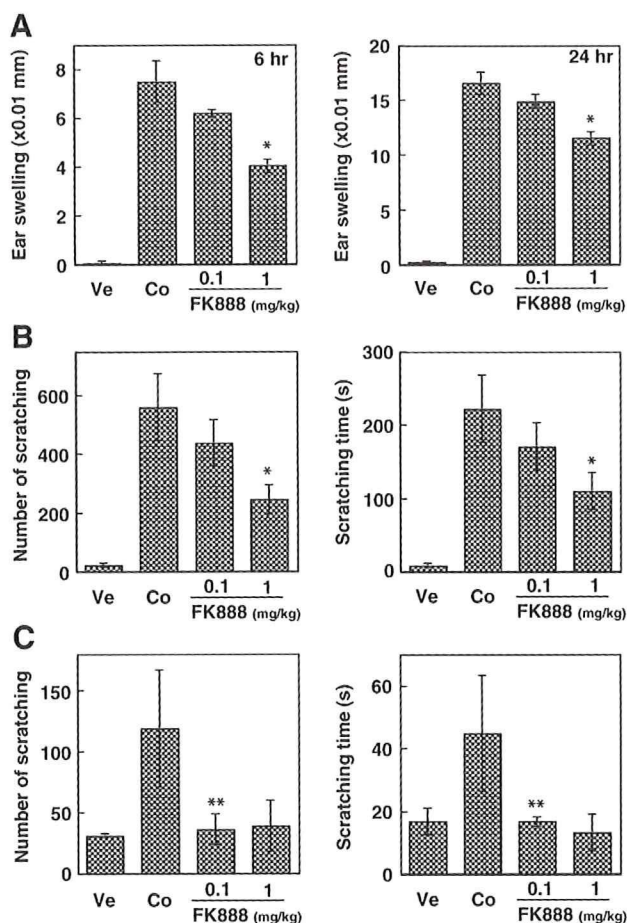 A
Ear swelling (x0.01 mm)
8
6
4
2
0
6 hr
*
Ve Co 0.1 1
FK888 (mg/kg)
Ear swelling (x0.01 mm)
20
15
10
5
0
24 hr
*
Ve Co 0.1 1
FK888 (mg/kg)
B
Number of scratching
600
400
200
0
*
Ve Co 0.1 1
FK888 (mg/kg)
Scratching time (s)
300
200
100
0
*
Ve Co 0.1 1
FK888 (mg/kg)
C
Number of scratching
150
100
50
0
**
Ve Co 0.1 1
FK888 (mg/kg)
Scratching time (s)
60
40
20
0
**
Ve Co 0.1 1
FK888 (mg/kg)